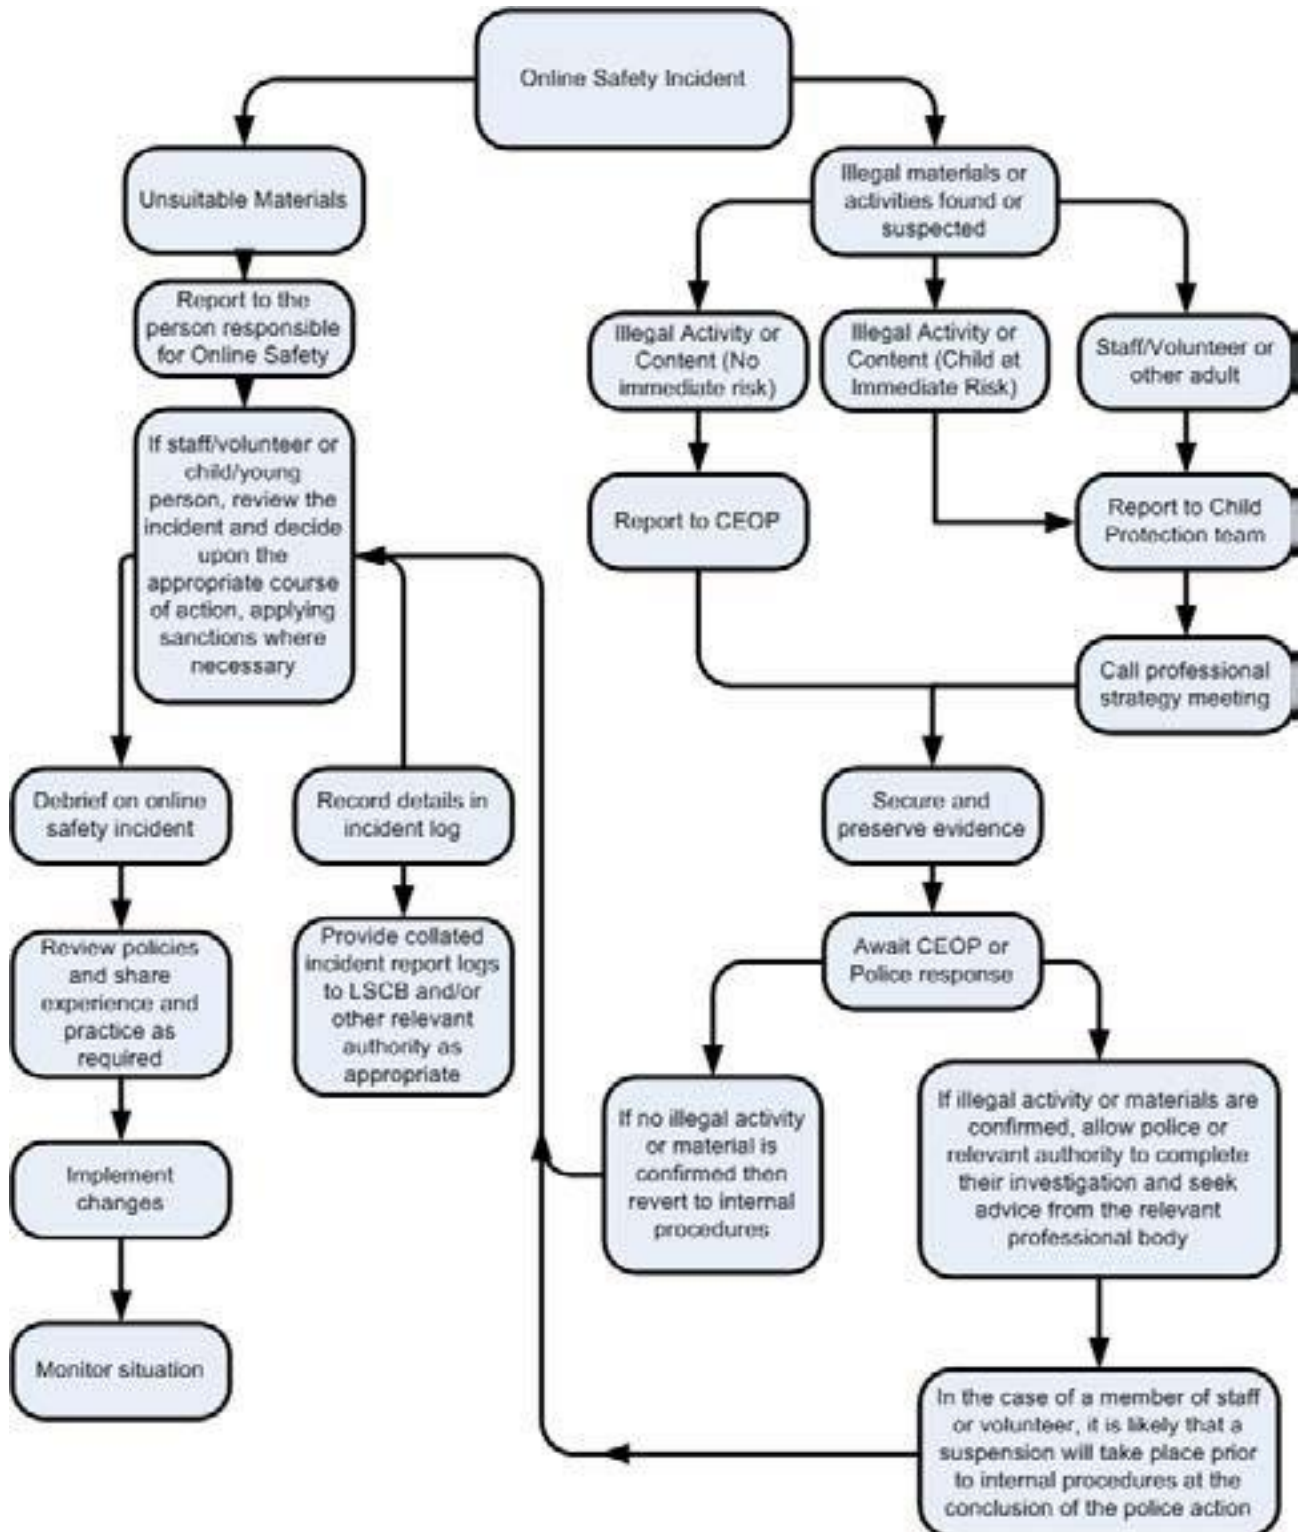 Online Safety Incident
Unsuitable Materials
Report to the
person responsible
for Online Safety
If staff/volunteer or
child/young
person, review the
incident and decide
upon the
appropriate course
of action, applying
sanctions where
necessary
Debrief on online
safety incident
Review policies
and share
experience and
practice as
required
Implement
changes
Monitor situation
Record details in
incident log
Provide collated
incident report logs
to LSCB and/or
other relevant
authority as
appropriate
Illegal materials or
activities found or
suspected
Illegal Activity or
Content (No
immediate risk)
Illegal Activity or
Content (Child at
Immediate Risk)
Staff/Volunteer or
other adult
Report to CEOP
Report to Child
Protection team
Call professional
strategy meeting
Secure and
preserve evidence
Await CEOP or
Police response
If no illegal activity
or material is
confirmed then
revert to internal
procedures
If illegal activity or materials are
confirmed, allow police or
relevant authority to complete
their investigation and seek
advice from the relevant
professional body
In the case of a member of staff
or volunteer, it is likely that a
suspension will take place prior
to internal procedures at the
conclusion of the police action